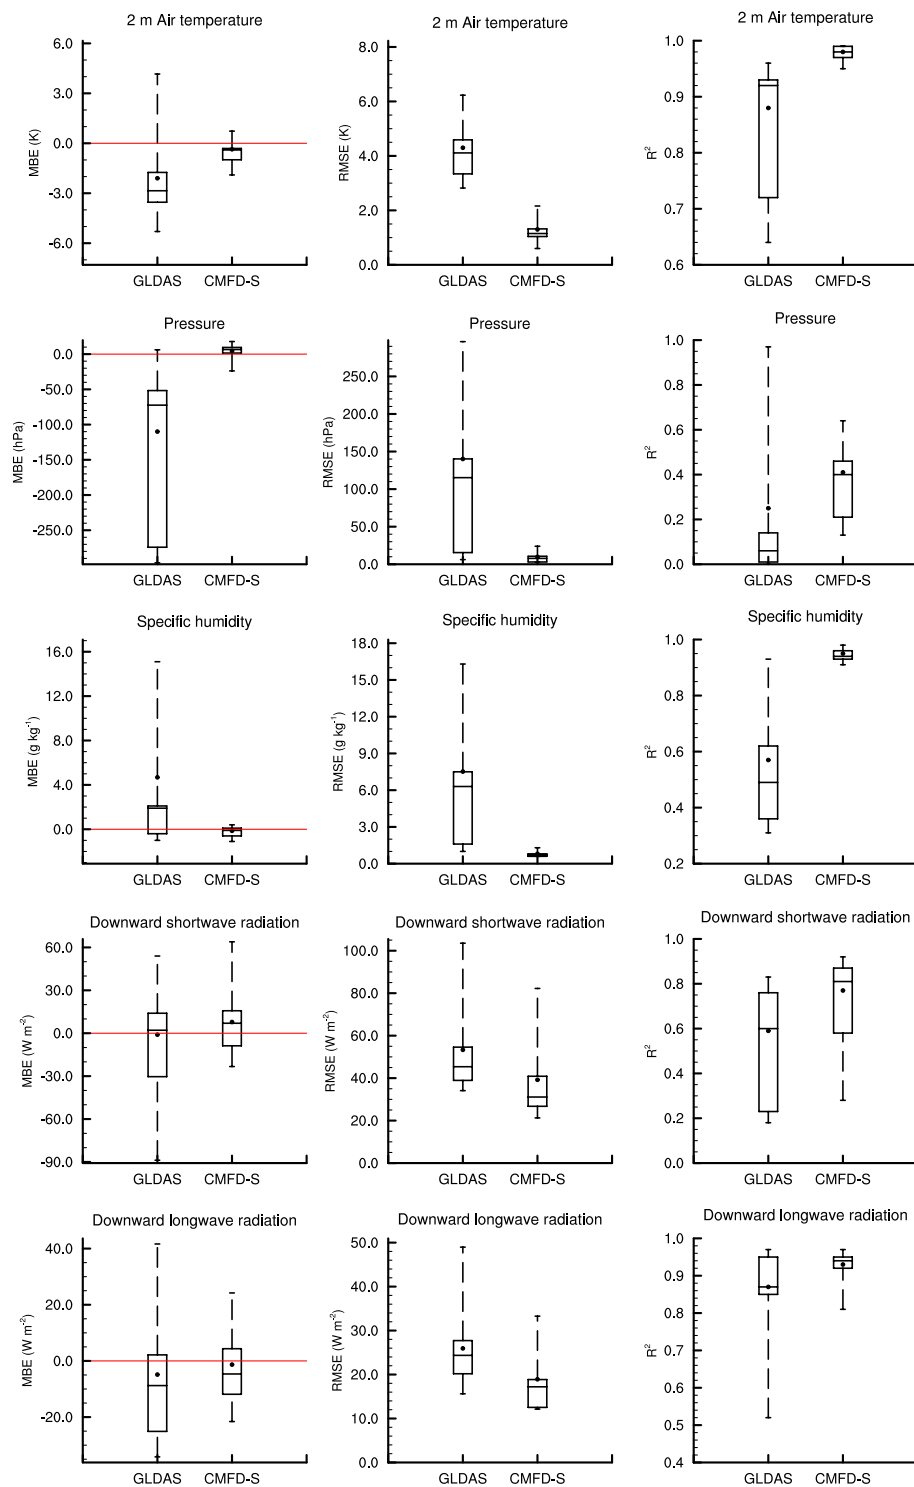 2 m Air temperature
2 m Air temperature
2 m Air temperature
MBE (K)
6.0
3.0
0.0
-3.0
-6.0
GLDAS CMFD-S
RMSE (K)
8.0
6.0
4.0
2.0
0.0
GLDAS CMFD-S
R²
1.0
0.9
0.8
0.7
0.6
GLDAS CMFD-S
Pressure
Pressure
Pressure
MBE (hPa)
0.0
-50.0
-100.0
-150.0
-200.0
-250.0
GLDAS CMFD-S
RMSE (hPa)
250.0
200.0
150.0
100.0
50.0
0.0
GLDAS CMFD-S
R²
1.0
0.8
0.6
0.4
0.2
0.0
GLDAS CMFD-S
Specific humidity
Specific humidity
Specific humidity
MBE (g kg⁻¹)
16.0
12.0
8.0
4.0
0.0
GLDAS CMFD-S
RMSE (g kg⁻¹)
18.0
15.0
12.0
9.0
6.0
3.0
0.0
GLDAS CMFD-S
R²
1.0
0.8
0.6
0.4
0.2
GLDAS CMFD-S
Downward shortwave radiation
Downward shortwave radiation
Downward shortwave radiation
MBE (W m⁻²)
60.0
30.0
0.0
-30.0
-60.0
-90.0
GLDAS CMFD-S
RMSE (W m⁻²)
100.0
80.0
60.0
40.0
20.0
0.0
GLDAS CMFD-S
R²
1.0
0.8
0.6
0.4
0.2
0.0
GLDAS CMFD-S
Downward longwave radiation
Downward longwave radiation
Downward longwave radiation
MBE (W m⁻²)
40.0
20.0
0.0
-20.0
GLDAS CMFD-S
RMSE (W m⁻²)
50.0
40.0
30.0
20.0
10.0
0.0
GLDAS CMFD-S
R²
1.0
0.9
0.8
0.7
0.6
0.5
0.4
GLDAS CMFD-S